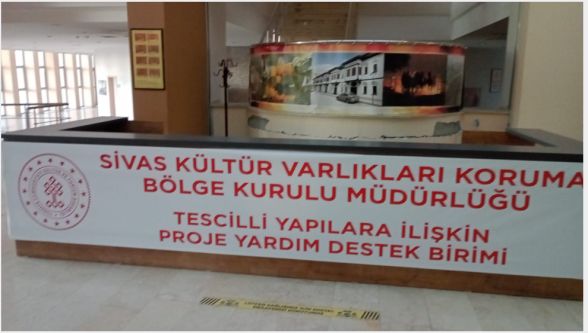 SİVAS KÜLTÜR VARLIKLARI KORUMA
BÖLGE KURULU MÜDÜRLÜĞÜ
TESCİLLİ YAPILARA İLİŞKİN
PROJE YARDIM DESTEK BİRİMİ